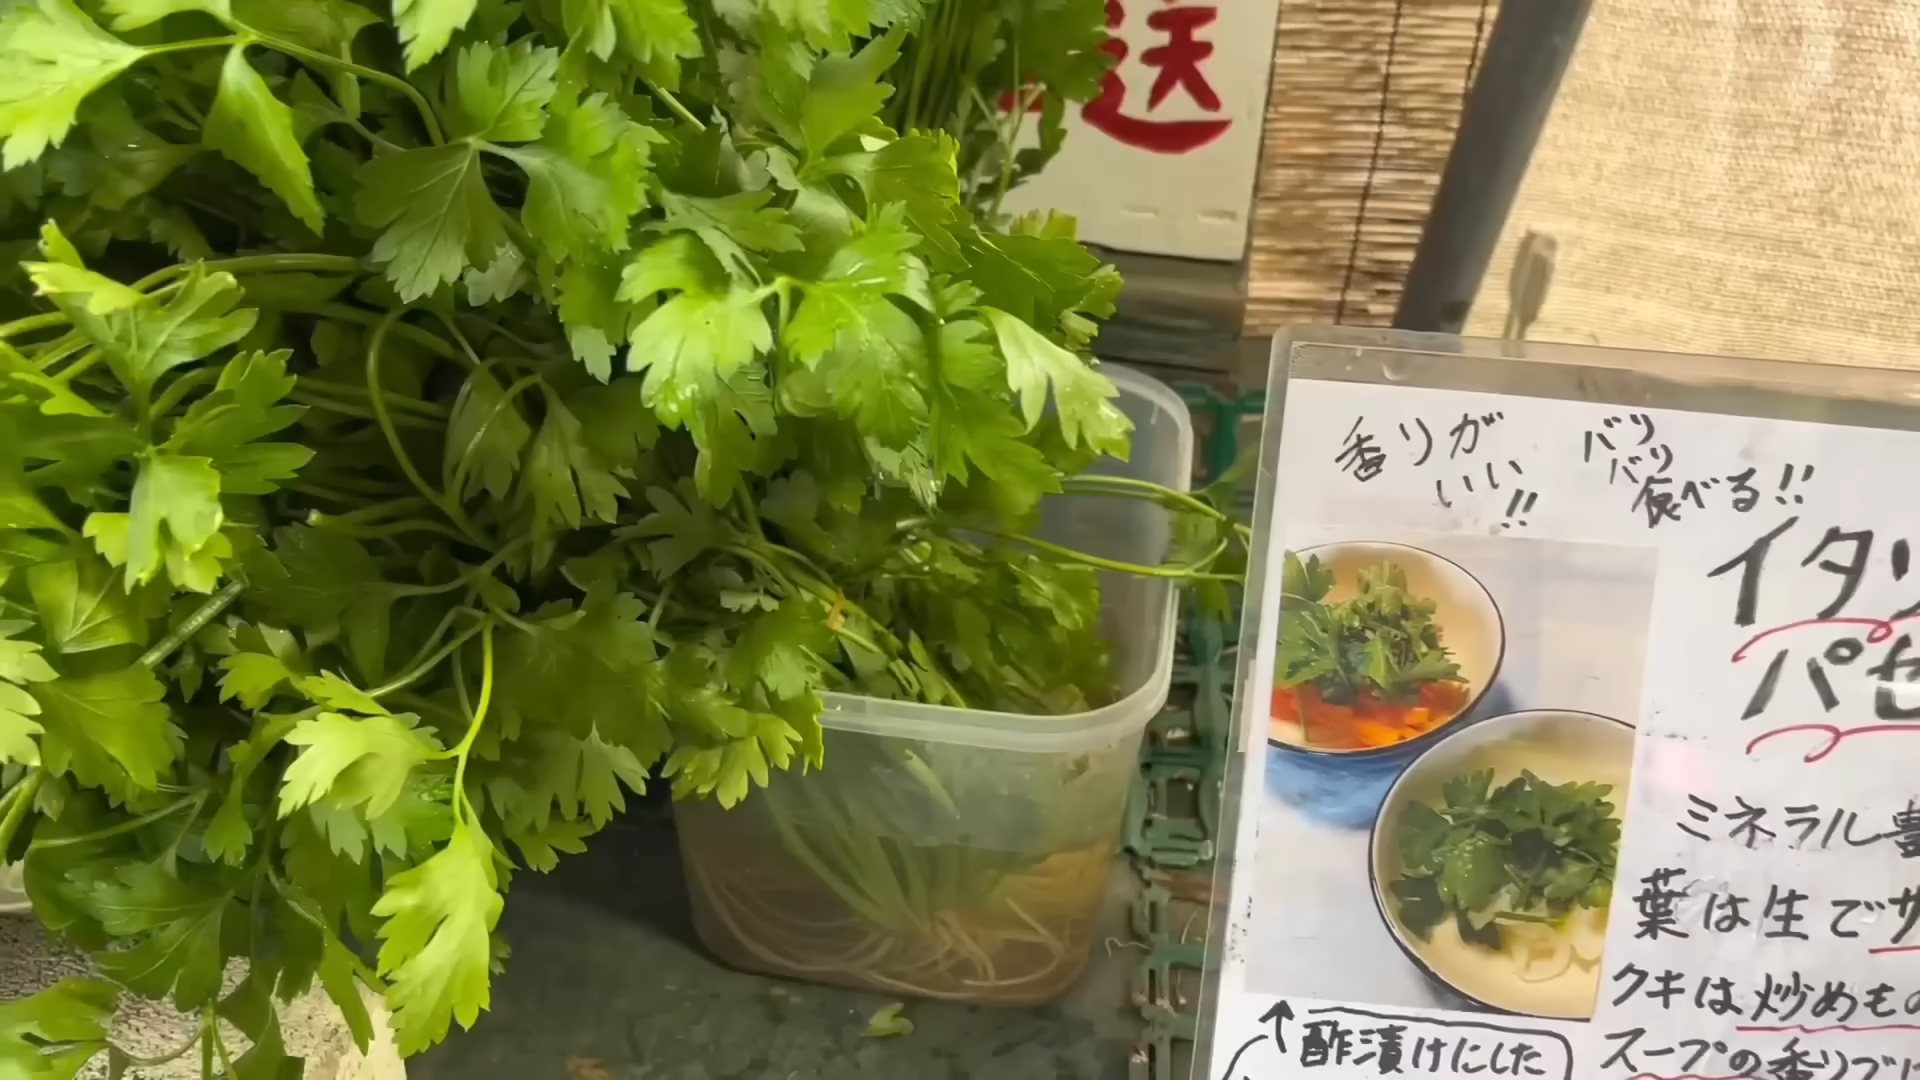 送
香りが
いい!!
バリ
バリ
食べる!!
イタリ
パセ
ミネラル豊
葉は生でサ
クキは炒めもの
スープの香りづけ
↑酢漬けにした